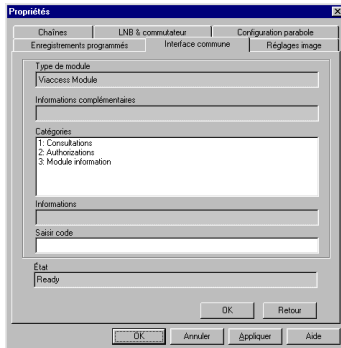 Propriétés
Chaînes LNB & commutateur Configuration parabole
Enregistrements programmés Interface commune Réglages image
Type de module
Viaccess Module
Informations complémentaires
Catégories
1: Consultations
2: Authorizations
3: Module information
Informations
Saisir code
État
Ready
OK Retour
OK Annuler Appliquer Aide